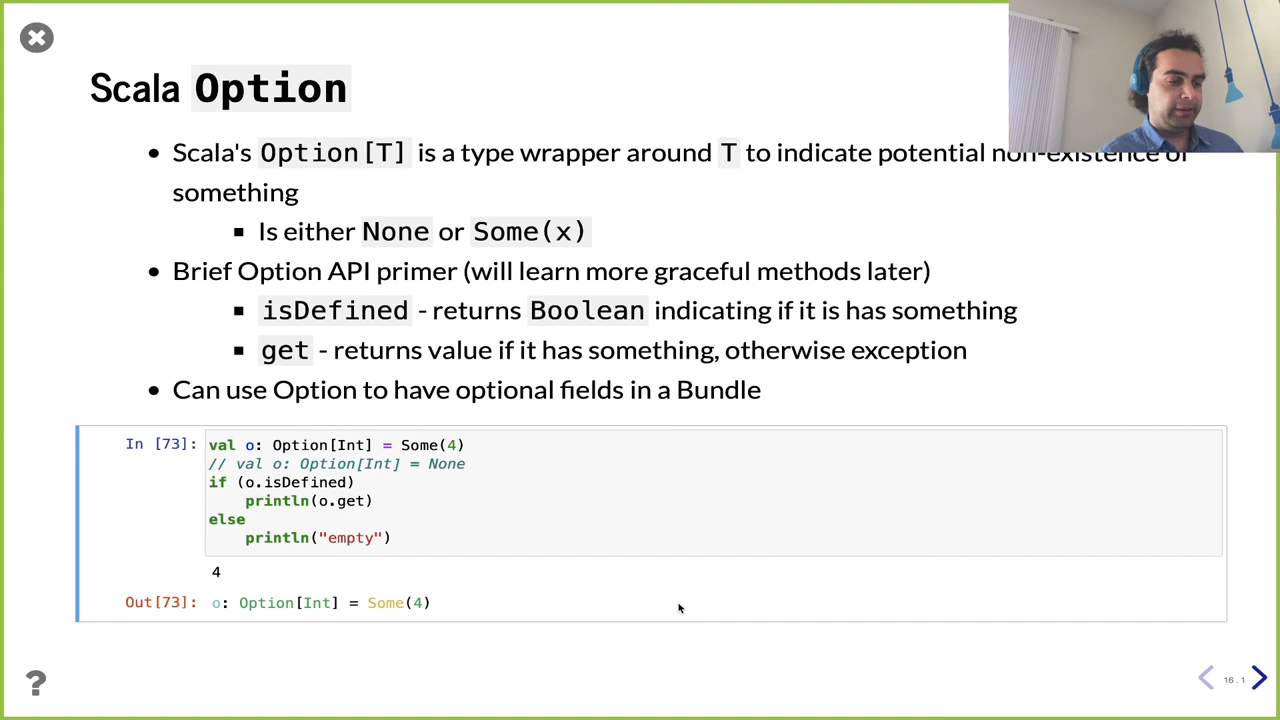 Scala Option
• Scala's Option[T] is a type wrapper around T to indicate potential non-existence of
something
▪ Is either None or Some(x)
• Brief Option API primer (will learn more graceful methods later)
▪ isDefined - returns Boolean indicating if it is has something
▪ get - returns value if it has something, otherwise exception
• Can use Option to have optional fields in a Bundle
In [73]: val o: Option[Int] = Some(4)
// val o: Option[Int] = None
if (o.isDefined)
    println(o.get)
else
    println("empty")
4
Out[73]: o: Option[Int] = Some(4)
?
16.1